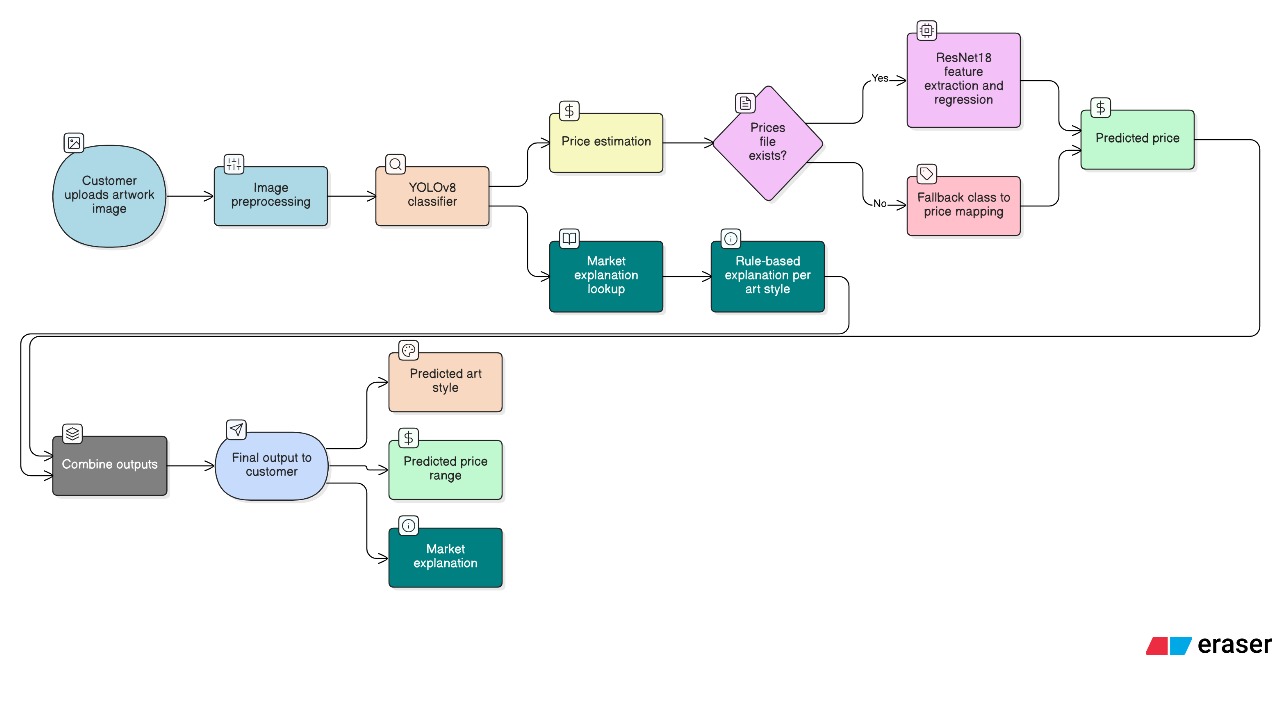 Customer
uploads artwork
image
Image
preprocessing
YOLOv8
classifier
Price estimation
Prices
file
exists?
Yes
ResNet18
feature
extraction and
regression
No
Fallback class to
price mapping
Predicted price
Market
explanation
lookup
Rule-based
explanation per
art style
Combine outputs
Final output to
customer
Predicted art
style
Predicted price
range
Market
explanation
eraser